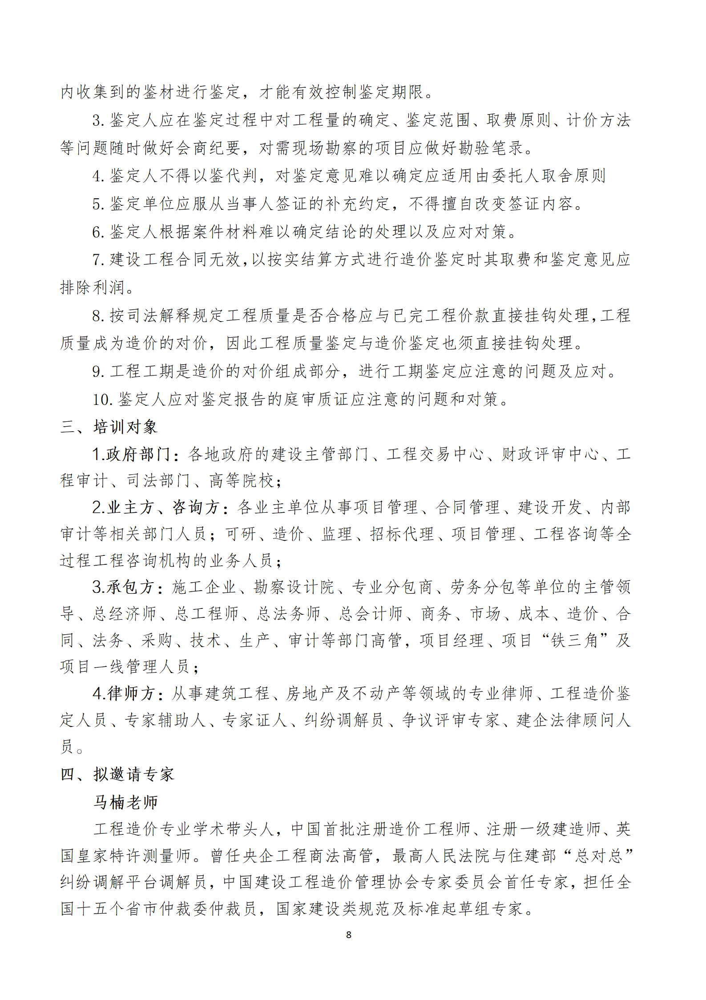 内收集到的鉴材进行鉴定，才能有效控制鉴定期限。
3.鉴定人应在鉴定过程中对工程量的确定、鉴定范围、取费原则、计价方法
等问题随时做好会商纪要，对需现场勘察的项目应做好勘验笔录。
4.鉴定人不得以鉴代判，对鉴定意见难以确定应适用由委托人取舍原则
5.鉴定单位应服从当事人签证的补充约定，不得擅自改变签证内容。
6.鉴定人根据案件材料难以确定结论的处理以及应对对策。
7.建设工程合同无效，以按实结算方式进行造价鉴定时其取费和鉴定意见应
排除利润。
8.按司法解释规定工程质量是否合格应与已完工程价款直接挂钩处理，工程
质量成为造价的对价，因此工程质量鉴定与造价鉴定也须直接挂钩处理。
9.工程工期是造价的对价组成部分，进行工期鉴定应注意的问题及应对。
10.鉴定人应对鉴定报告的庭审质证应注意的问题和对策。
三、培训对象
1.政府部门：各地政府的建设主管部门、工程交易中心、财政评审中心、工
程审计、司法部门、高等院校；
2.业主方、咨询方：各业主单位从事项目管理、合同管理、建设开发、内部
审计等相关部门人员；可研、造价、监理、招标代理、项目管理、工程咨询等全
过程工程咨询机构的业务人员；
3.承包方：施工企业、勘察设计院、专业分包商、劳务分包等单位的主管领
导、总经济师、总工程师、总法务师、总会计师、商务、市场、成本、造价、合
同、法务、采购、技术、生产、审计等部门高管，项目经理、项目“铁三角”及
项目一线管理人员；
4.律师方：从事建筑工程、房地产及不动产等领域的专业律师、工程造价鉴
定人员、专家辅助人、专家证人、纠纷调解员、争议评审专家、建企法律顾问人
员。
四、拟邀请专家
马楠老师
工程造价专业学术带头人，中国首批注册造价工程师、注册一级建造师、英
国皇家特许测量师。曾任央企工程商法高管，最高人民法院与住建部“总对总”
纠纷调解平台调解员，中国建设工程造价管理协会专家委员会首任专家，担任全
国十五个省市仲裁委仲裁员，国家建设类规范及标准起草组专家。
8